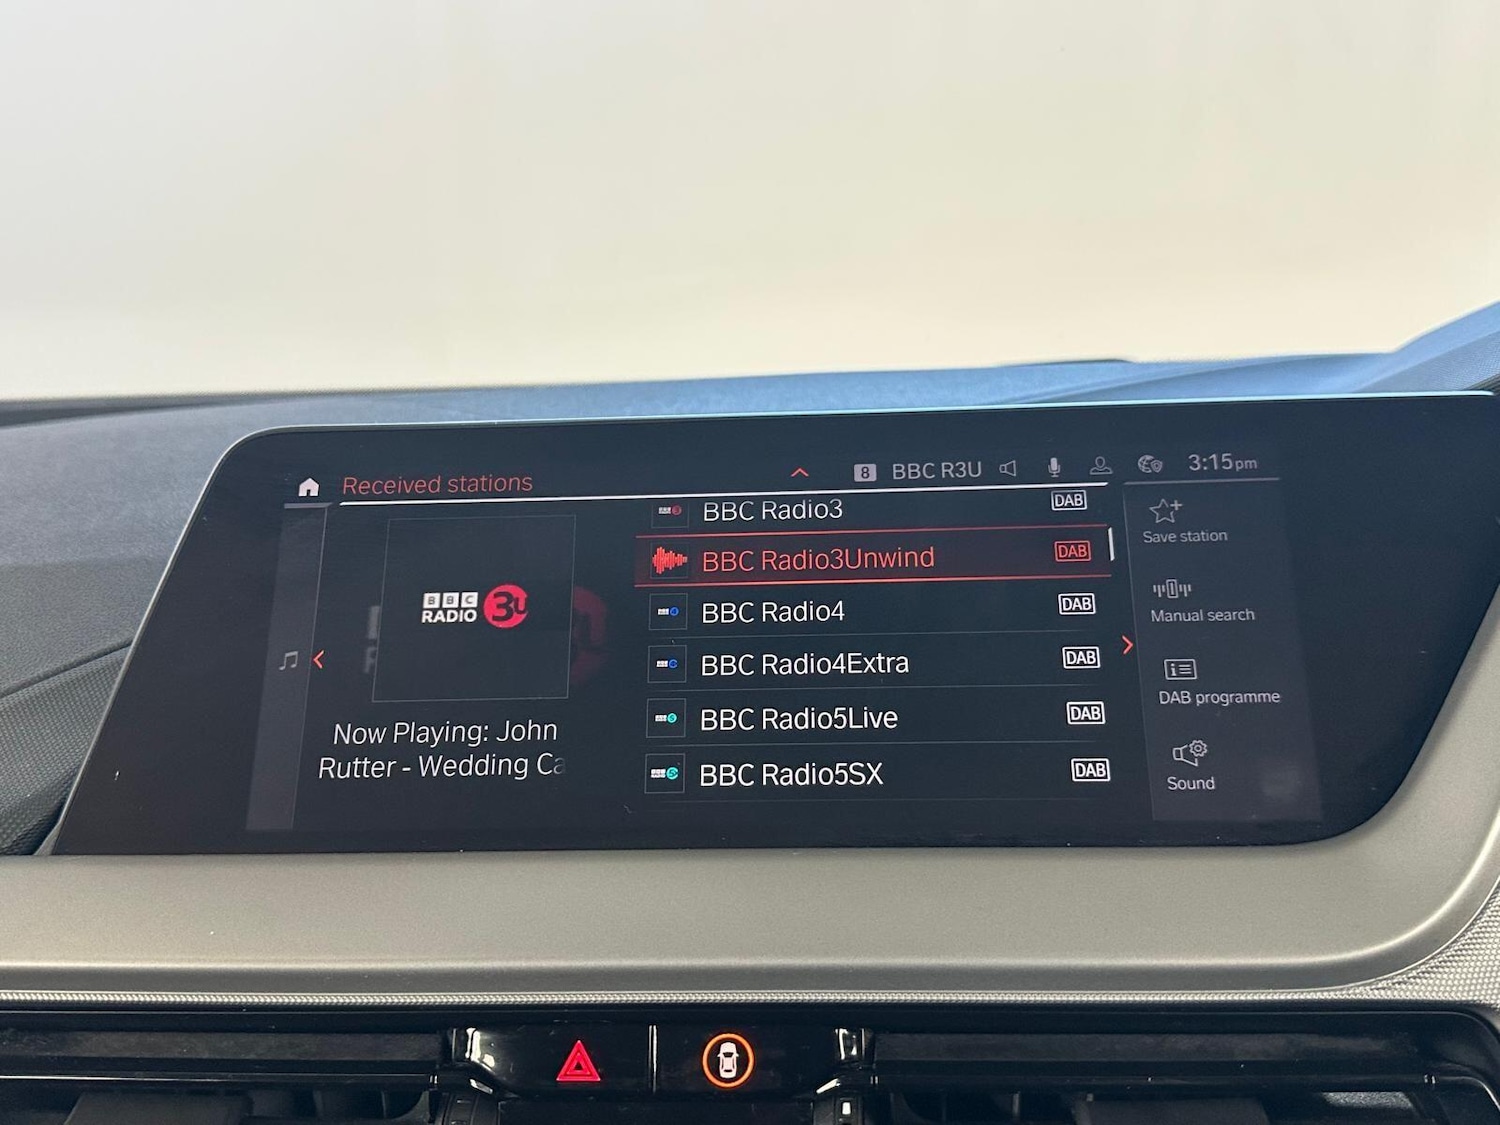 Received stations
8 BBC R3U
3:15pm
BBC
RADIO 3U
Now Playing: John
Rutter - Wedding Ca
BBC Radio3 DAB
BBC Radio3Unwind DAB
BBC Radio4 DAB
BBC Radio4Extra DAB
BBC Radio5Live DAB
BBC Radio5SX DAB
Save station
Manual search
DAB programme
Sound